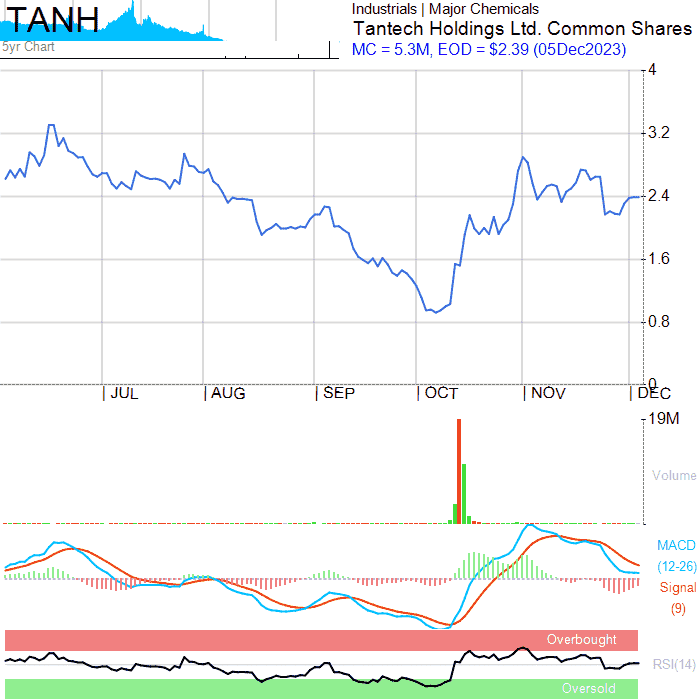 TANH
5yr Chart
Industrials | Major Chemicals
Tantech Holdings Ltd. Common Shares
MC = 5.3M, EOD = $2.39 (05Dec2023)
4
3.2
2.4
1.6
0.8
0
| JUL | AUG | SEP | OCT | NOV | DEC
19M
Volume
MACD
(12-26)
Signal
(9)
Overbought
RSI(14)
Oversold